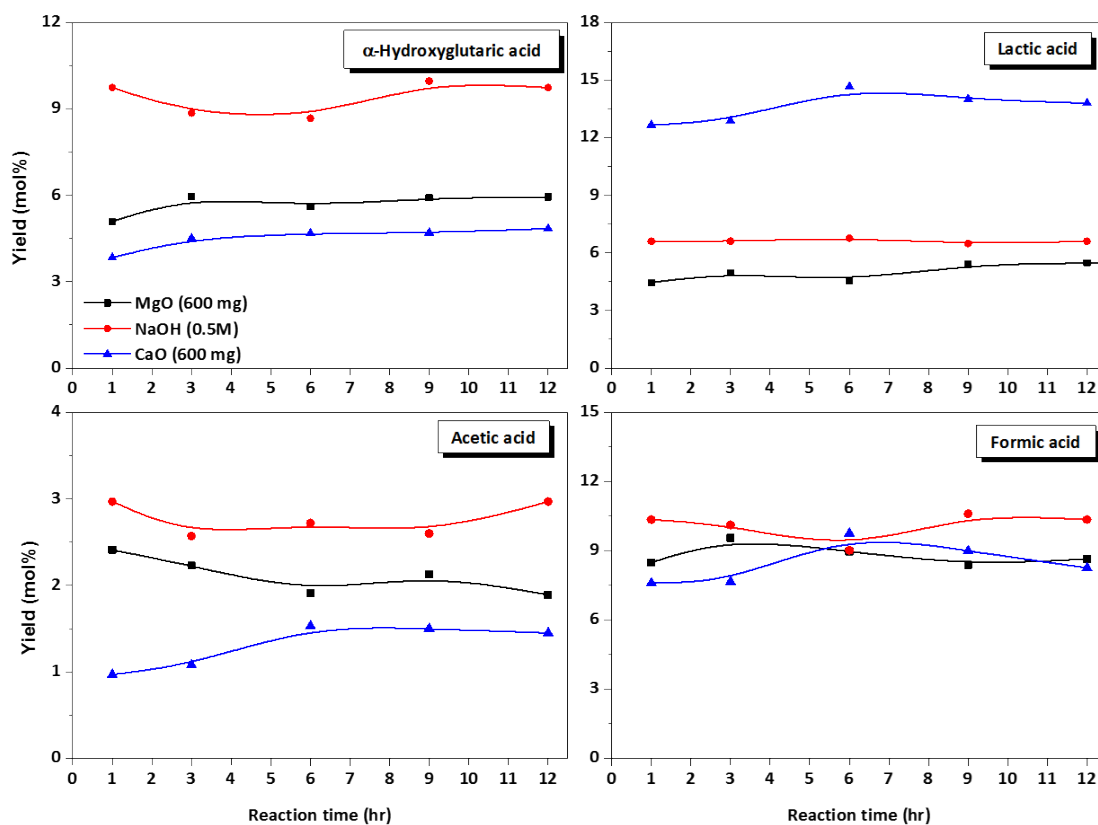 12
9
6
3
0
Yield (mol%)
α-Hydroxyglutaric acid
MgO (600 mg)
NaOH (0.5M)
CaO (600 mg)
0 1 2 3 4 5 6 7 8 9 10 11 12
18
15
12
9
6
3
0
Lactic acid
0 1 2 3 4 5 6 7 8 9 10 11 12
4
3
2
1
0
Yield (mol%)
Acetic acid
0 1 2 3 4 5 6 7 8 9 10 11 12
Reaction time (hr)
15
12
9
6
3
0
Formic acid
0 1 2 3 4 5 6 7 8 9 10 11 12
Reaction time (hr)